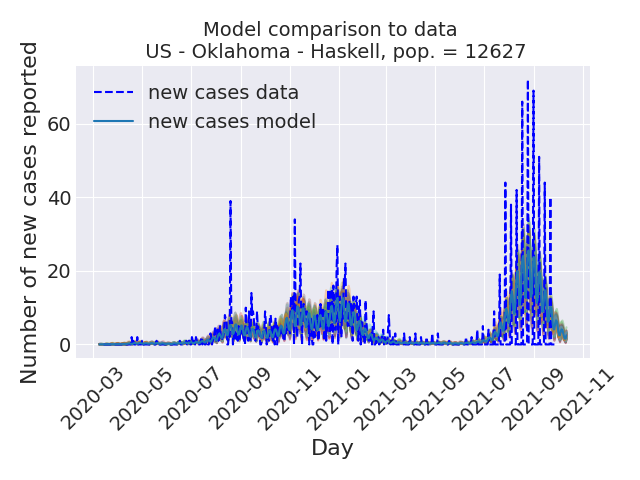 Model comparison to data
US - Oklahoma - Haskell, pop. = 12627
Number of new cases reported
new cases data
new cases model
60
40
20
0
2020-03
2020-05
2020-07
2020-09
2020-11
2021-01
2021-03
2021-05
2021-07
2021-09
2021-11
Day